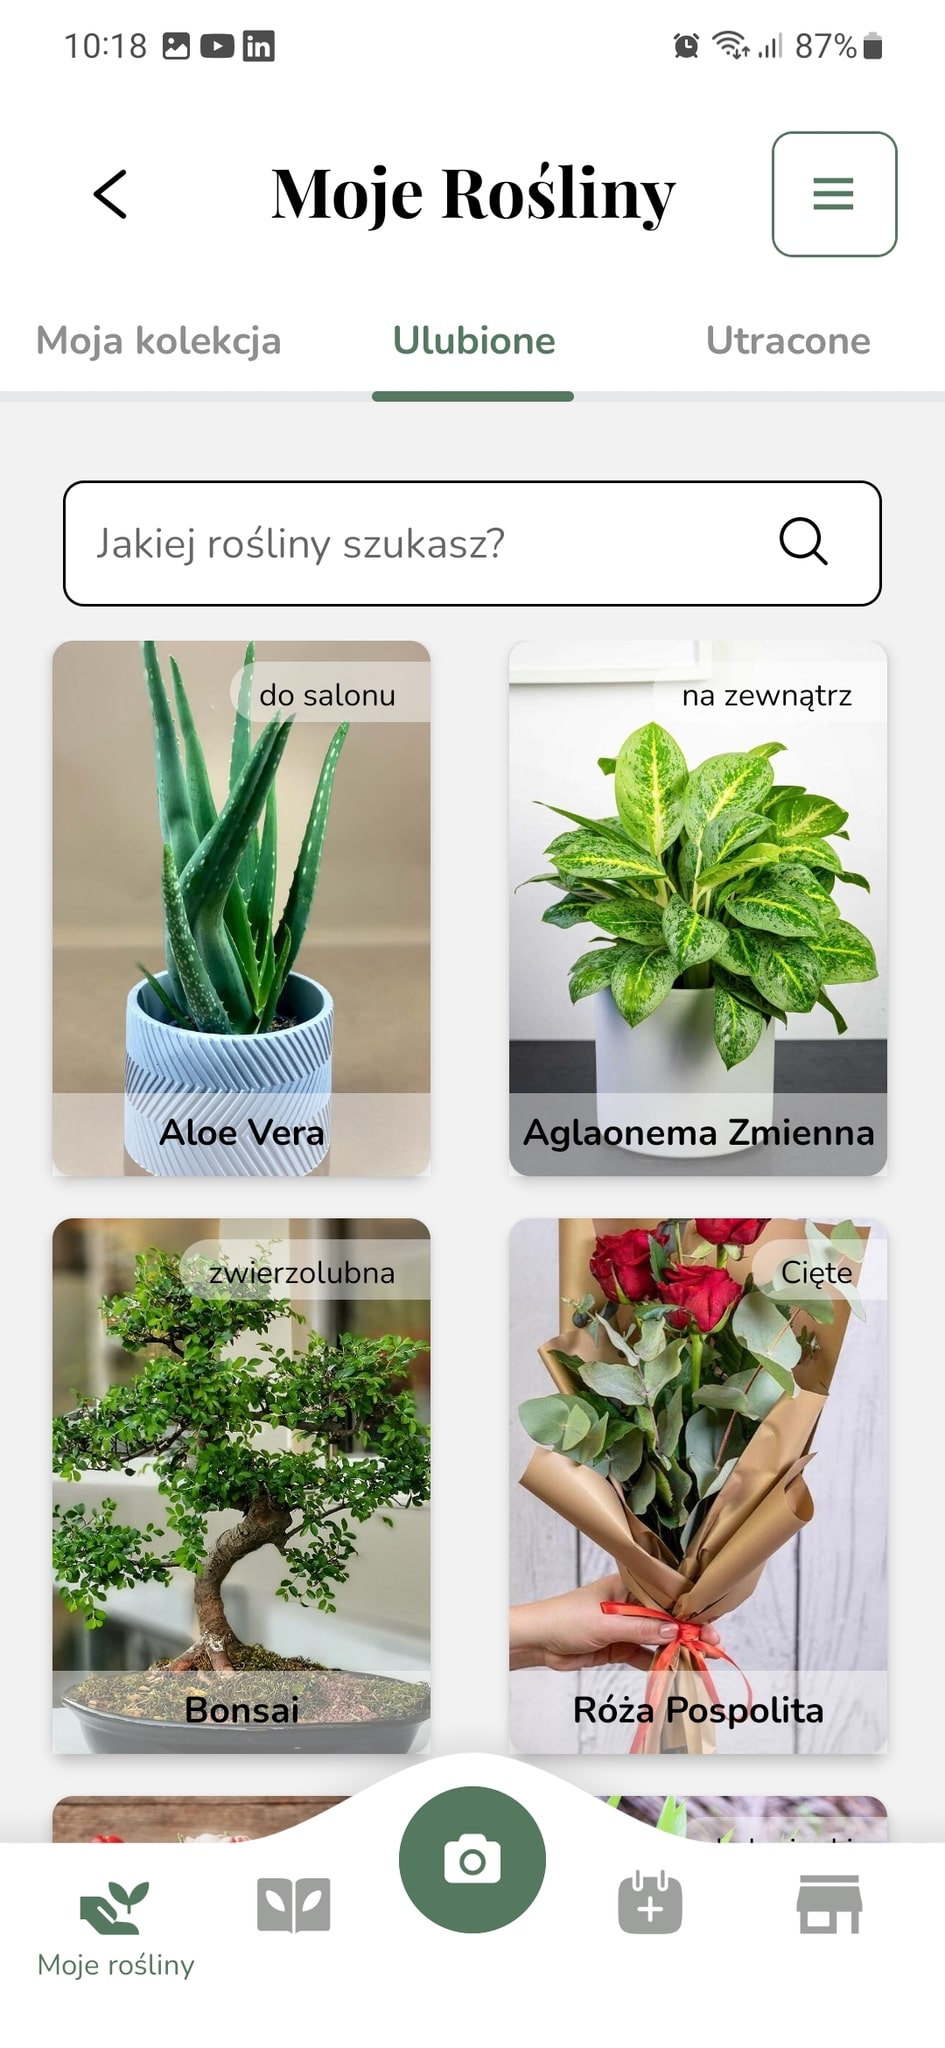 10:18
87%
Moje Rośliny
Moja kolekcja
Ulubione
Utracone
Jakiej rośliny szukasz?
do salonu
na zewnątrz
Aloe Vera
Aglaonema Zmienna
zwierzolubna
Cięte
Bonsai
Róża Pospolita
Moje rośliny